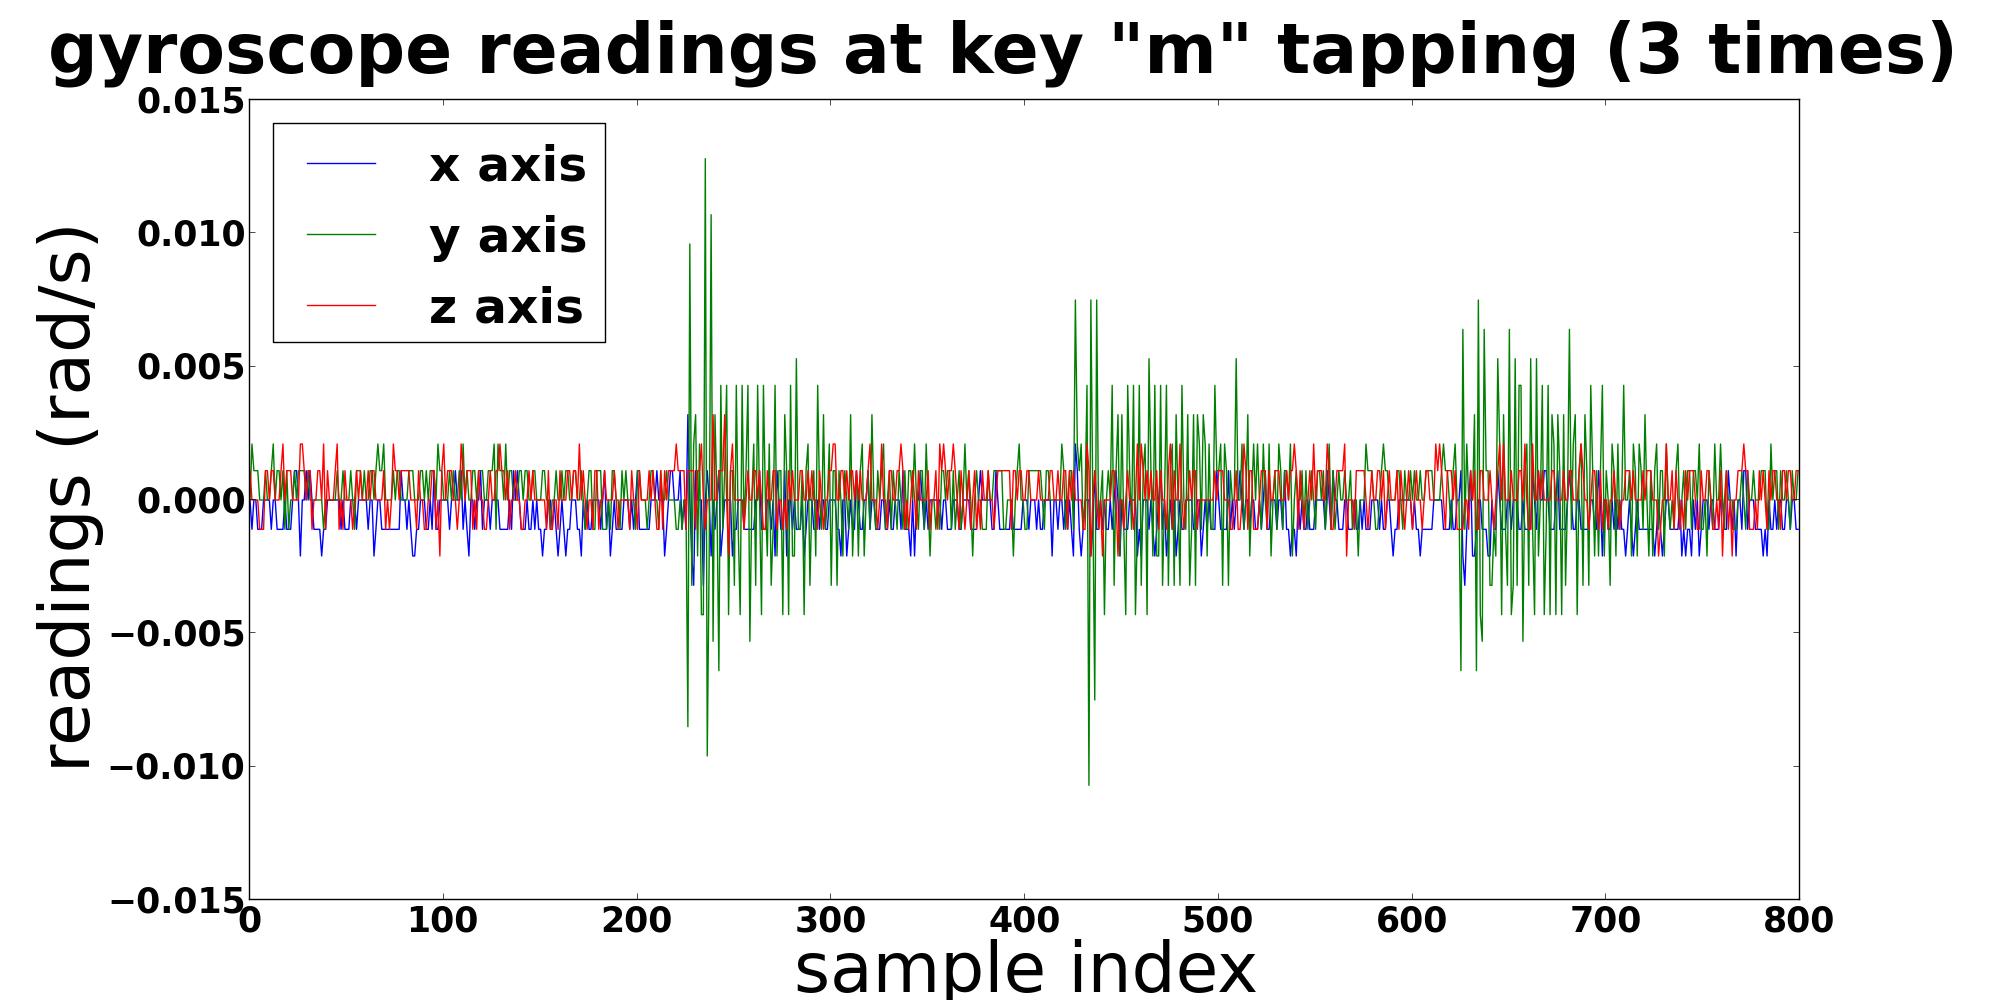 gyroscope readings at key "m" tapping (3 times)
x axis
y axis
z axis
readings (rad/s)
0.015
0.010
0.005
0.000
−0.005
−0.010
−0.015
0 100 200 300 400 500 600 700 800
sample index